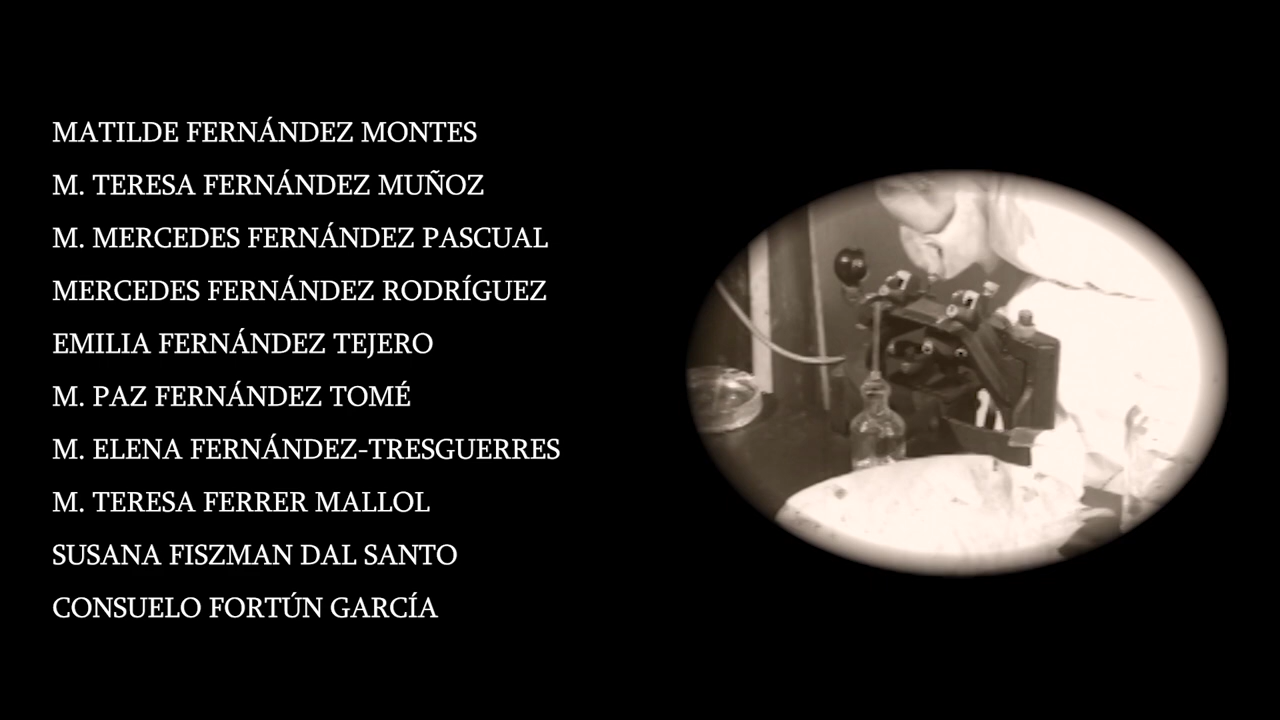 MATILDE FERNÁNDEZ MONTES
M. TERESA FERNÁNDEZ MUÑOZ
M. MERCEDES FERNÁNDEZ PASCUAL
MERCEDES FERNÁNDEZ RODRÍGUEZ
EMILIA FERNÁNDEZ TEJERO
M. PAZ FERNÁNDEZ TOMÉ
M. ELENA FERNÁNDEZ-TRESGUERRES
M. TERESA FERRER MALLOL
SUSANA FISZMAN DAL SANTO
CONSUELO FORTÚN GARCÍA